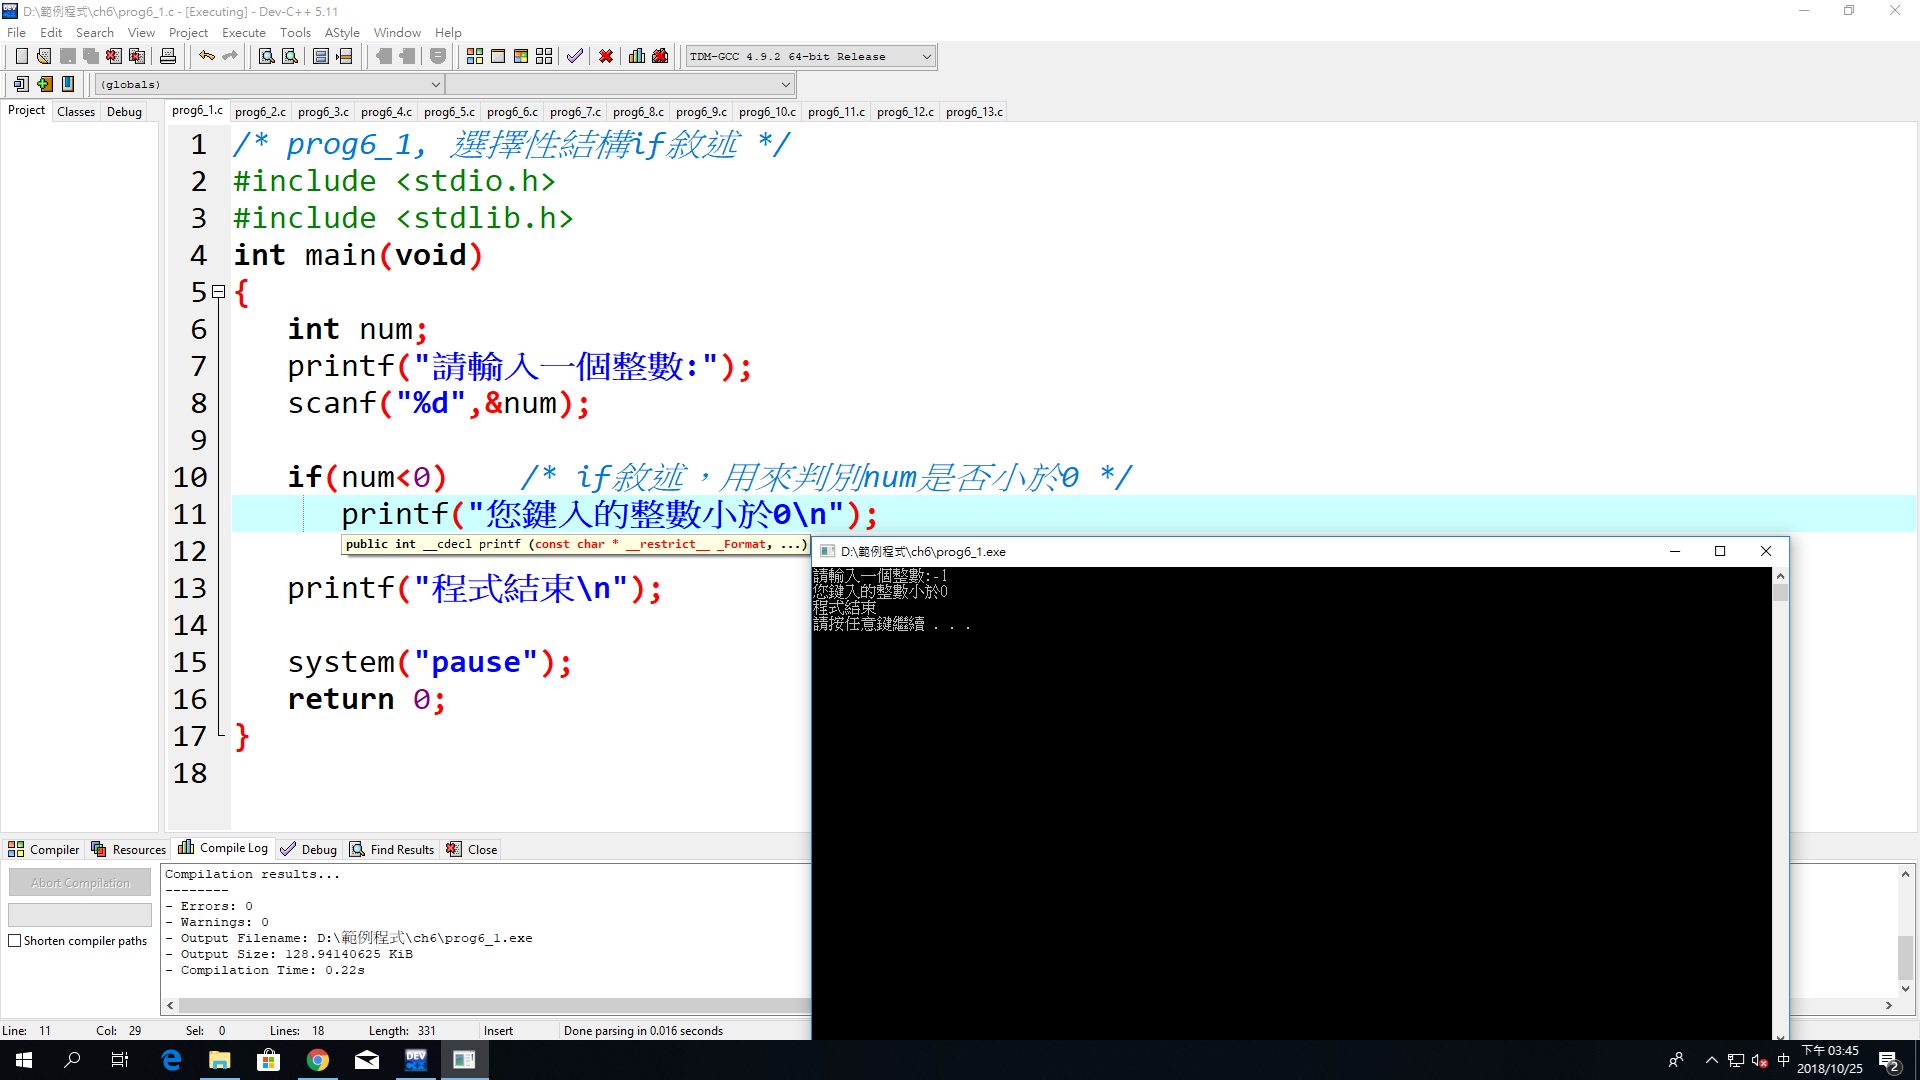 D:\範例程式\ch6\prog6_1.c - [Executing] - Dev-C++ 5.11
File Edit Search View Project Execute Tools AStyle Window Help
TDM-GCC 4.9.2 64-bit Release
(globals)
Project Classes Debug
prog6_1.c prog6_2.c prog6_3.c prog6_4.c prog6_5.c prog6_6.c prog6_7.c prog6_8.c prog6_9.c prog6_10.c prog6_11.c prog6_12.c prog6_13.c
1 /* prog6_1, 選擇性結構if敘述 */
2 #include <stdio.h>
3 #include <stdlib.h>
4 int main(void)
5 {
6 int num;
7 printf("請輸入一個整數:");
8 scanf("%d",&num);
9
10 if(num<0) /* if敘述，用來判別num是否小於0 */
11 printf("您鍵入的整數小於0\n");
12
public int __cdecl printf (const char * __restrict__ _Format, ...)
13 printf("程式結束\n");
14
15 system("pause");
16 return 0;
17 }
18
D:\範例程式\ch6\prog6_1.exe
請輸入一個整數:-1
您鍵入的整數小於0
程式結束
請按任意鍵繼續 . . .
Compiler Resources Compile Log Debug Find Results Close
Abort Compilation
Shorten compiler paths
Compilation results...
--------
- Errors: 0
- Warnings: 0
- Output Filename: D:\範例程式\ch6\prog6_1.exe
- Output Size: 128.94140625 KiB
- Compilation Time: 0.22s
Line: 11 Col: 29 Sel: 0 Lines: 18 Length: 331 Insert Done parsing in 0.016 seconds
DEV C++
中
下午 03:45
2018/10/25
2